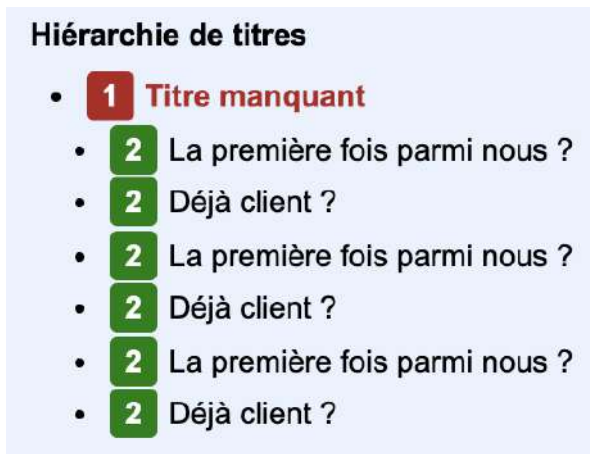 Hiérarchie de titres
• 1 Titre manquant
• 2 La première fois parmi nous ?
• 2 Déjà client ?
• 2 La première fois parmi nous ?
• 2 Déjà client ?
• 2 La première fois parmi nous ?
• 2 Déjà client ?